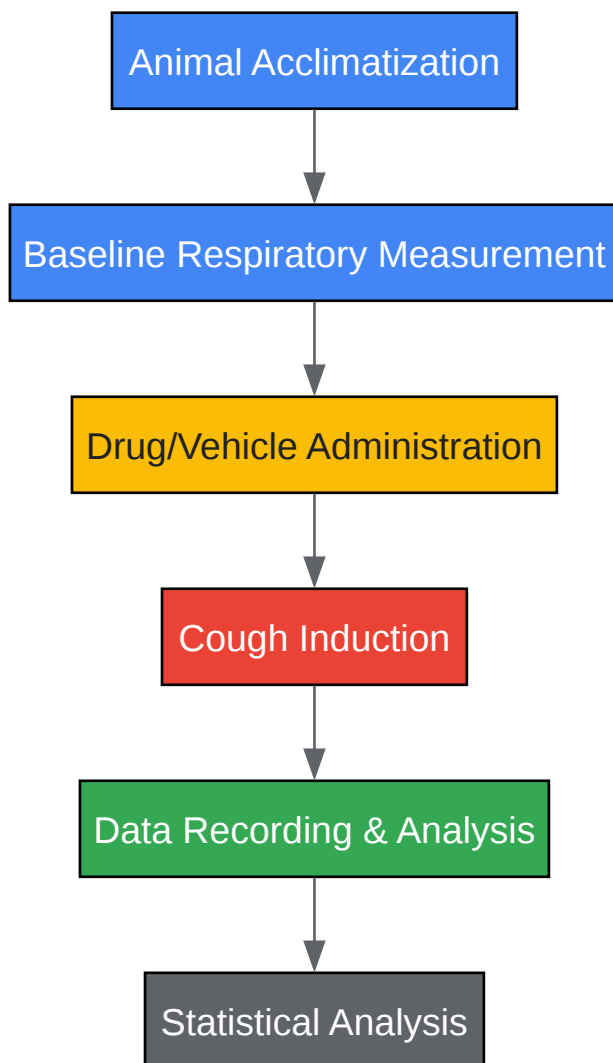 Animal Acclimatization
Baseline Respiratory Measurement
Drug/Vehicle Administration
Cough Induction
Data Recording & Analysis
Statistical Analysis